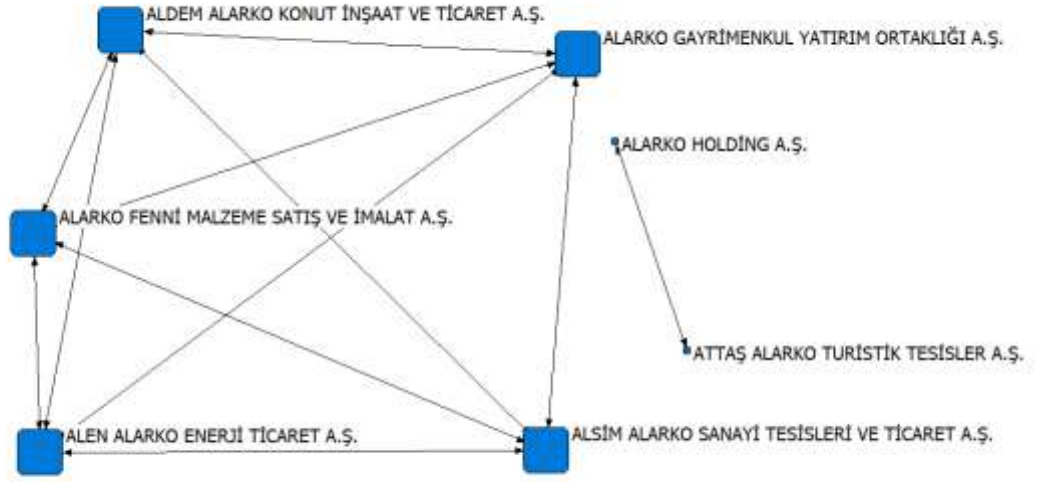 ALDEM ALARKO KONUT İNŞAAT VE TİCARET A.Ş.
ALARKO GAYRİMENKUL YATIRIM ORTAKLIĞI A.Ş.
ALARKO HOLDİNG A.Ş.
ALARKO FENNİ MALZEME SATIŞ VE İMALAT A.Ş.
ATTAŞ ALARKO TURİSTİK TESİSLER A.Ş.
ALEN ALARKO ENERJİ TİCARET A.Ş.
ALSİM ALARKO SANAYİ TESİSLERİ VE TİCARET A.Ş.